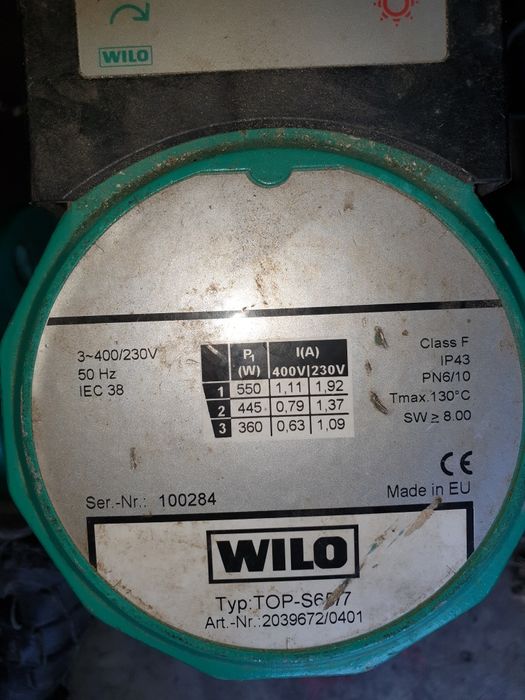 WILO
3~400/230V
50 Hz
IEC 38
P1 I(A)
(W) 400V 230V
1 550 1,11 1,92
2 445 0,79 1,37
3 360 0,63 1,09
Class F
IP43
PN6/10
Tmax.130°C
SW ≥ 8.00
CE
Ser.-Nr.: 100284
Made in EU
WILO
Typ:
Art.-Nr.:2039672/0401